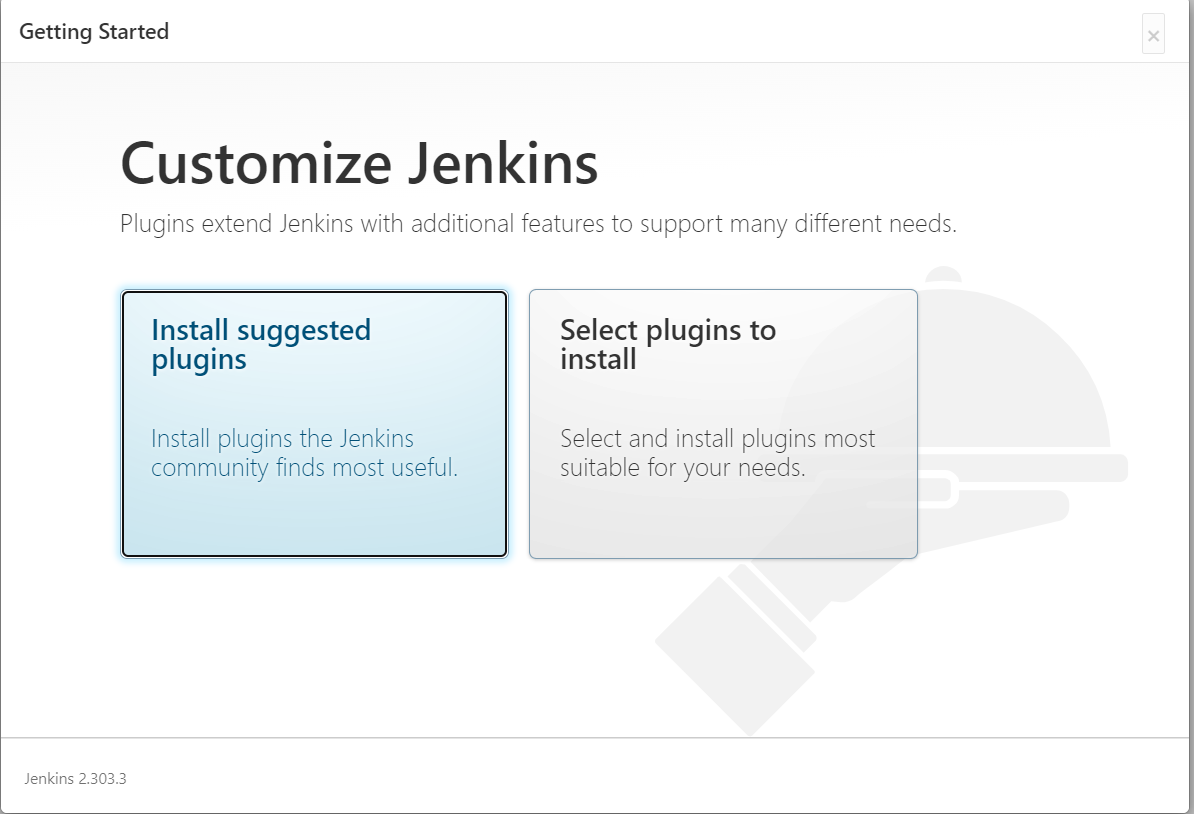 Getting Started
×
Customize Jenkins
Plugins extend Jenkins with additional features to support many different needs.
Install suggested
plugins
Install plugins the Jenkins
community finds most useful.
Select plugins to
install
Select and install plugins most
suitable for your needs.
Jenkins 2.303.3